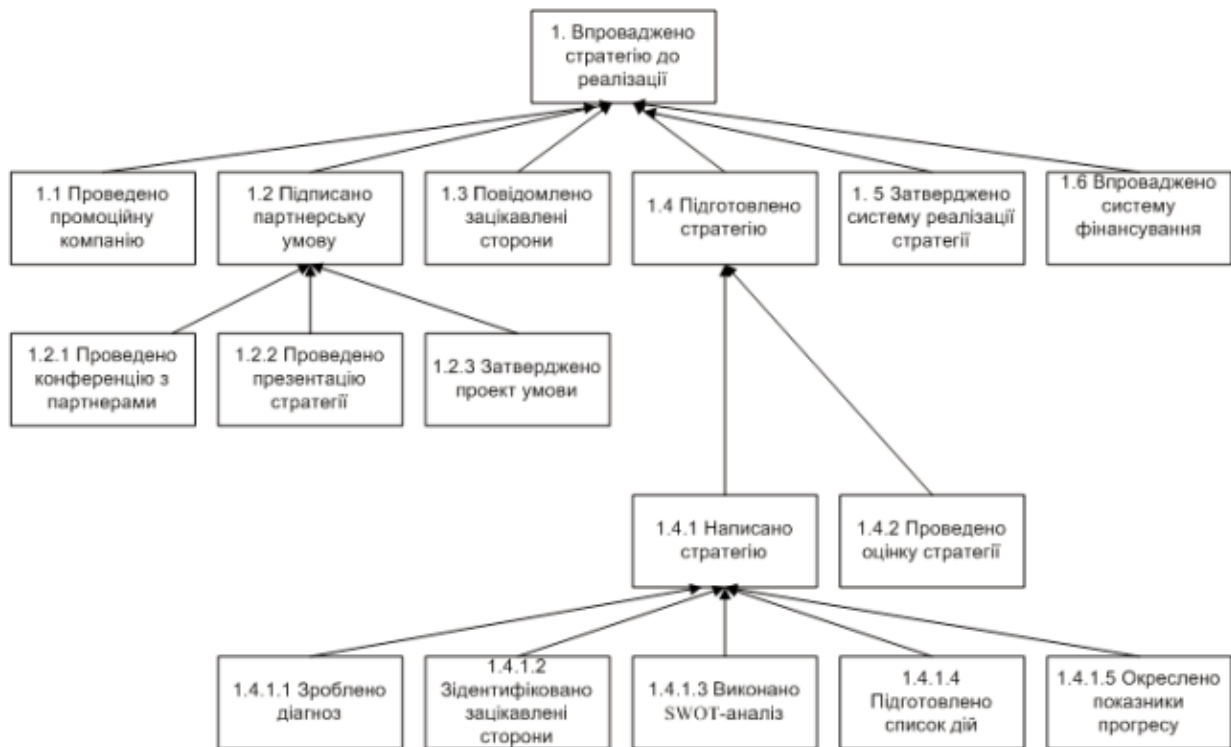 1. Впроваджено
стратегію до
реалізації
1.1 Проведено
промоційну
компанію
1.2 Підписано
партнерську
умову
1.3 Повідомлено
зацікавлені
сторони
1.4 Підготовлено
стратегію
1. 5 Затверджено
систему реалізації
стратегії
1.6 Впроваджено
систему
фінансування
1.2.1 Проведено
конференцію з
партнерами
1.2.2 Проведено
презентацію
стратегії
1.2.3 Затверджено
проект умови
1.4.1 Написано
стратегію
1.4.2 Проведено
оцінку стратегії
1.4.1.1 Зроблено
діагноз
1.4.1.2
Зідентифіковано
зацікавлені
сторони
1.4.1.3 Виконано
SWOT-аналіз
1.4.1.4
Підготовлено
список дій
1.4.1.5 Окреслено
показники
прогресу